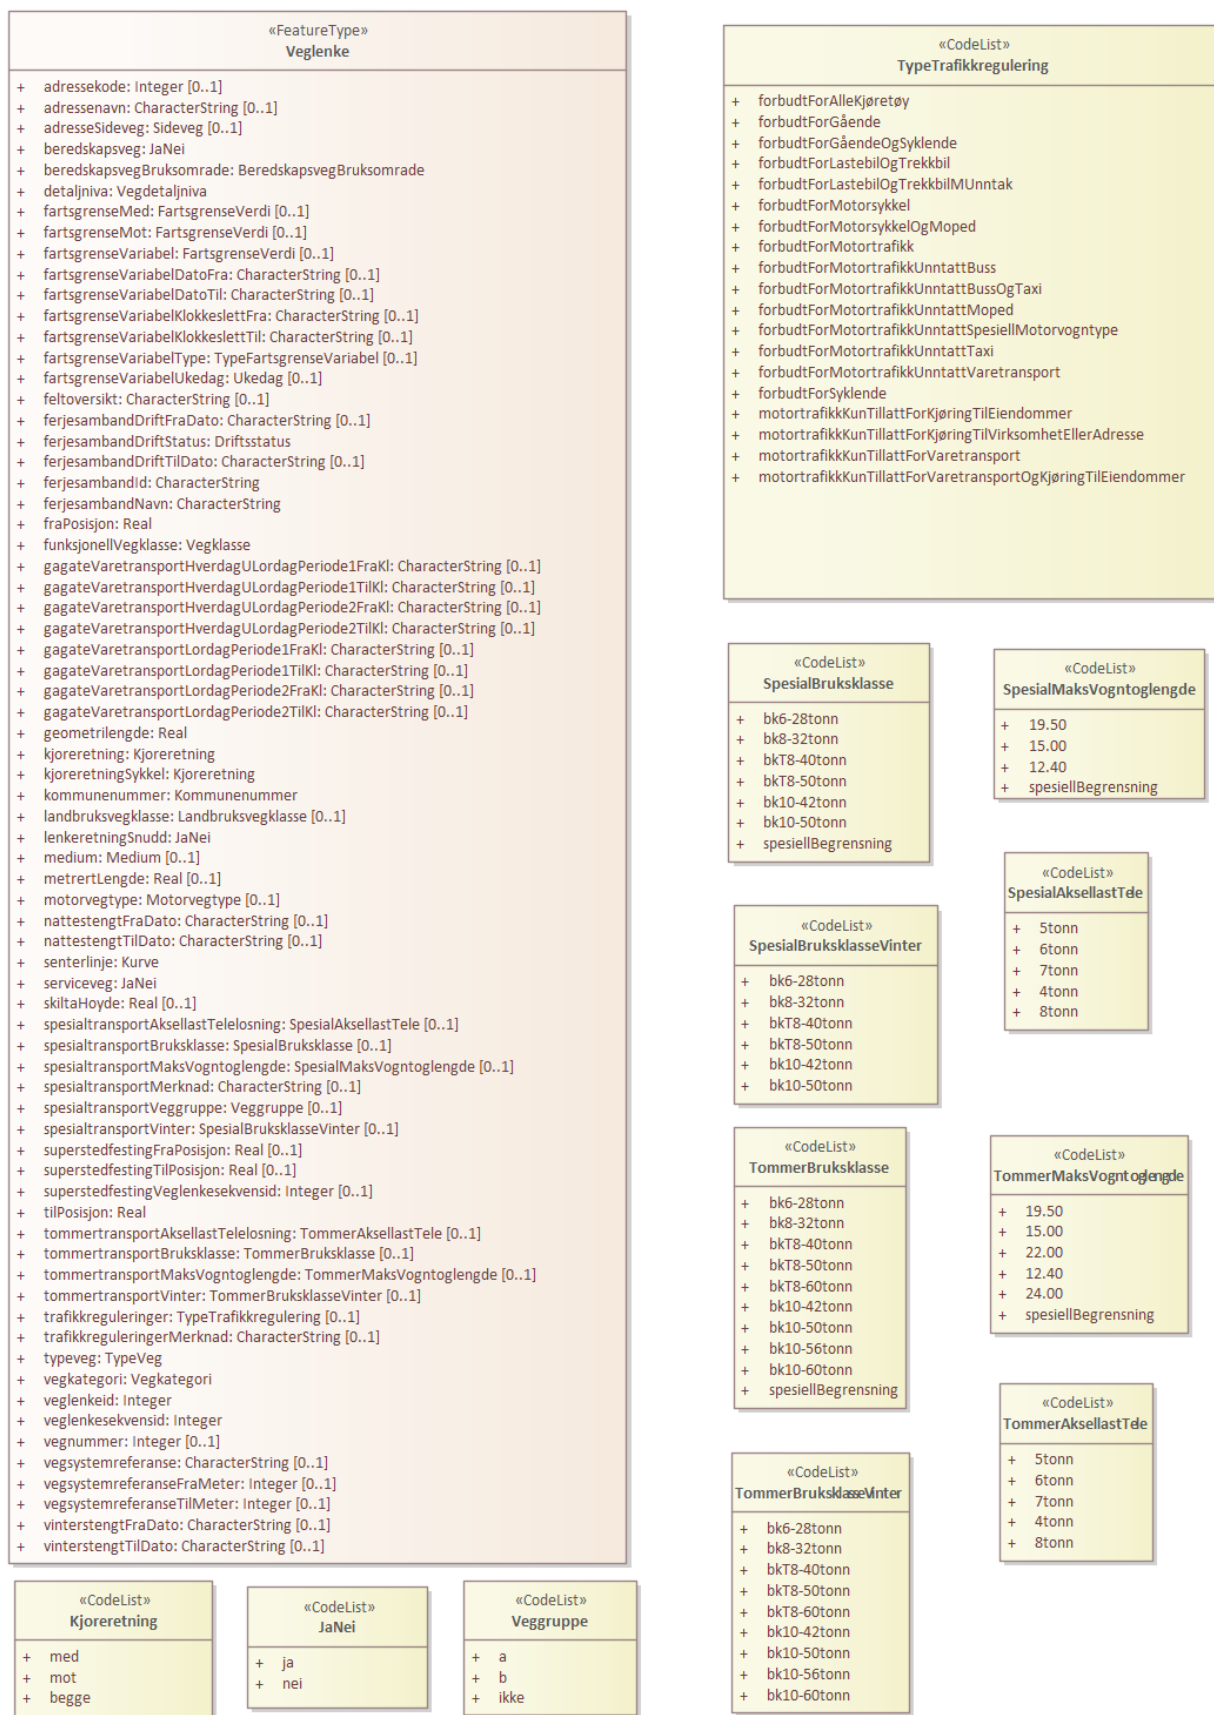 «FeatureType»
Veglenke
+ adressekode: Integer [0..1]
+ adressenavn: CharacterString [0..1]
+ adresseSideveg: Sideveg [0..1]
+ beredskapsveg: JaNei
+ beredskapsvegBruksomrade: BeredskapsvegBruksomrade
+ detaljniva: Vegdetaljniva
+ fartsgrenseMed: FartsgrenseVerdi [0..1]
+ fartsgrenseMot: FartsgrenseVerdi [0..1]
+ fartsgrenseVariabel: FartsgrenseVerdi [0..1]
+ fartsgrenseVariabelDatoFra: CharacterString [0..1]
+ fartsgrenseVariabelDatoTil: CharacterString [0..1]
+ fartsgrenseVariabelKlokkeslettFra: CharacterString [0..1]
+ fartsgrenseVariabelKlokkeslettTil: CharacterString [0..1]
+ fartsgrenseVariabelType: TypeFartsgrenseVariabel [0..1]
+ fartsgrenseVariabelUkedag: Ukedag [0..1]
+ feltoversikt: CharacterString [0..1]
+ ferjesambandDriftFraDato: CharacterString [0..1]
+ ferjesambandDriftStatus: Driftsstatus
+ ferjesambandDriftTilDato: CharacterString [0..1]
+ ferjesambandId: CharacterString
+ ferjesambandNavn: CharacterString
+ fraPosisjon: Real
+ funksjonellVegklasse: Vegklasse
+ gagateVaretransportHverdagULordagPeriode1FraKl: CharacterString [0..1]
+ gagateVaretransportHverdagULordagPeriode1TilKl: CharacterString [0..1]
+ gagateVaretransportHverdagULordagPeriode2FraKl: CharacterString [0..1]
+ gagateVaretransportHverdagULordagPeriode2TilKl: CharacterString [0..1]
+ gagateVaretransportLordagPeriode1FraKl: CharacterString [0..1]
+ gagateVaretransportLordagPeriode1TilKl: CharacterString [0..1]
+ gagateVaretransportLordagPeriode2FraKl: CharacterString [0..1]
+ gagateVaretransportLordagPeriode2TilKl: CharacterString [0..1]
+ geometrilengde: Real
+ kjoreretning: Kjoreretning
+ kjoreretningSykkel: Kjoreretning
+ kommunenummer: Kommunenummer
+ landbruksvegklasse: Landbruksvegklasse [0..1]
+ lenkeretningSnudd: JaNei
+ medium: Medium [0..1]
+ metrertLengde: Real [0..1]
+ motorvegtype: Motorvegtype [0..1]
+ nattestengtFraDato: CharacterString [0..1]
+ nattestengtTilDato: CharacterString [0..1]
+ senterlinje: Kurve
+ serviceveg: JaNei
+ skiltaHoyde: Real [0..1]
+ spesialtransportAksellastTelelosning: SpesialAksellastTele [0..1]
+ spesialtransportBruksklasse: SpesialBruksklasse [0..1]
+ spesialtransportMaksVogntoglengde: SpesialMaksVogntoglengde [0..1]
+ spesialtransportMerknad: CharacterString [0..1]
+ spesialtransportVeggruppe: Veggruppe [0..1]
+ spesialtransportVinter: SpesialBruksklasseVinter [0..1]
+ superstedfestingFraPosisjon: Real [0..1]
+ superstedfestingTilPosisjon: Real [0..1]
+ superstedfestingVeglenkesekvensid: Integer [0..1]
+ tilPosisjon: Real
+ tommertransportAksellastTelelosning: TommerAksellastTele [0..1]
+ tommertransportBruksklasse: TommerBruksklasse [0..1]
+ tommertransportMaksVogntoglengde: TommerMaksVogntoglengde [0..1]
+ tommertransportVinter: TommerBruksklasseVinter [0..1]
+ trafikkreguleringer: TypeTrafikkregulering [0..1]
+ trafikkreguleringerMerknad: CharacterString [0..1]
+ typeveg: TypeVeg
+ vegkategori: Vegkategori
+ veglenkeid: Integer
+ veglenkesekvensid: Integer
+ vegnummer: Integer [0..1]
+ vegsystemreferanse: CharacterString [0..1]
+ vegsystemreferanseFraMeter: Integer [0..1]
+ vegsystemreferanseTilMeter: Integer [0..1]
+ vinterstengtFraDato: CharacterString [0..1]
+ vinterstengtTilDato: CharacterString [0..1]
«CodeList»
Kjoreretning
+ med
+ mot
+ begge
«CodeList»
JaNei
+ ja
+ nei
«CodeList»
Veggruppe
+ a
+ b
+ ikke
«CodeList»
TypeTrafikkregulering
+ forbudtForAlleKjøretøy
+ forbudtForGående
+ forbudtForGåendeOgSyklende
+ forbudtForLastebilOgTrekkbil
+ forbudtForLastebilOgTrekkbilMUnntak
+ forbudtForMotorsykkel
+ forbudtForMotorsykkelOgMoped
+ forbudtForMotortrafikk
+ forbudtForMotortrafikkUnntattBuss
+ forbudtForMotortrafikkUnntattBussOgTaxi
+ forbudtForMotortrafikkUnntattMoped
+ forbudtForMotortrafikkUnntattSpesiellMotorvogntype
+ forbudtForMotortrafikkUnntattTaxi
+ forbudtForMotortrafikkUnntattVaretransport
+ forbudtForSyklende
+ motortrafikkKunTillattForKjøringTilEiendommer
+ motortrafikkKunTillattForKjøringTilVirksomhetEllerAdresse
+ motortrafikkKunTillattForVaretransport
+ motortrafikkKunTillattForVaretransportOgKjøringTilEiendommer
«CodeList»
SpesialBruksklasse
+ bk6-28tonn
+ bk8-32tonn
+ bkT8-40tonn
+ bkT8-50tonn
+ bk10-42tonn
+ bk10-50tonn
+ spesiellBegrensning
«CodeList»
SpesialMaksVogntoglengde
+ 19.50
+ 15.00
+ 12.40
+ spesiellBegrensning
«CodeList»
SpesialAksellastTele
+ 5tonn
+ 6tonn
+ 7tonn
+ 4tonn
+ 8tonn
«CodeList»
SpesialBruksklasseVinter
+ bk6-28tonn
+ bk8-32tonn
+ bkT8-40tonn
+ bkT8-50tonn
+ bk10-42tonn
+ bk10-50tonn
«CodeList»
TommerBruksklasse
+ bk6-28tonn
+ bk8-32tonn
+ bkT8-40tonn
+ bkT8-50tonn
+ bkT8-60tonn
+ bk10-42tonn
+ bk10-50tonn
+ bk10-56tonn
+ bk10-60tonn
+ spesiellBegrensning
«CodeList»
TommerMaksVogntoglengde
+ 19.50
+ 15.00
+ 22.00
+ 12.40
+ 24.00
+ spesiellBegrensning
«CodeList»
TommerAksellastTele
+ 5tonn
+ 6tonn
+ 7tonn
+ 4tonn
+ 8tonn
«CodeList»
TommerBruksklasseVinter
+ bk6-28tonn
+ bk8-32tonn
+ bkT8-40tonn
+ bkT8-50tonn
+ bkT8-60tonn
+ bk10-42tonn
+ bk10-50tonn
+ bk10-56tonn
+ bk10-60tonn